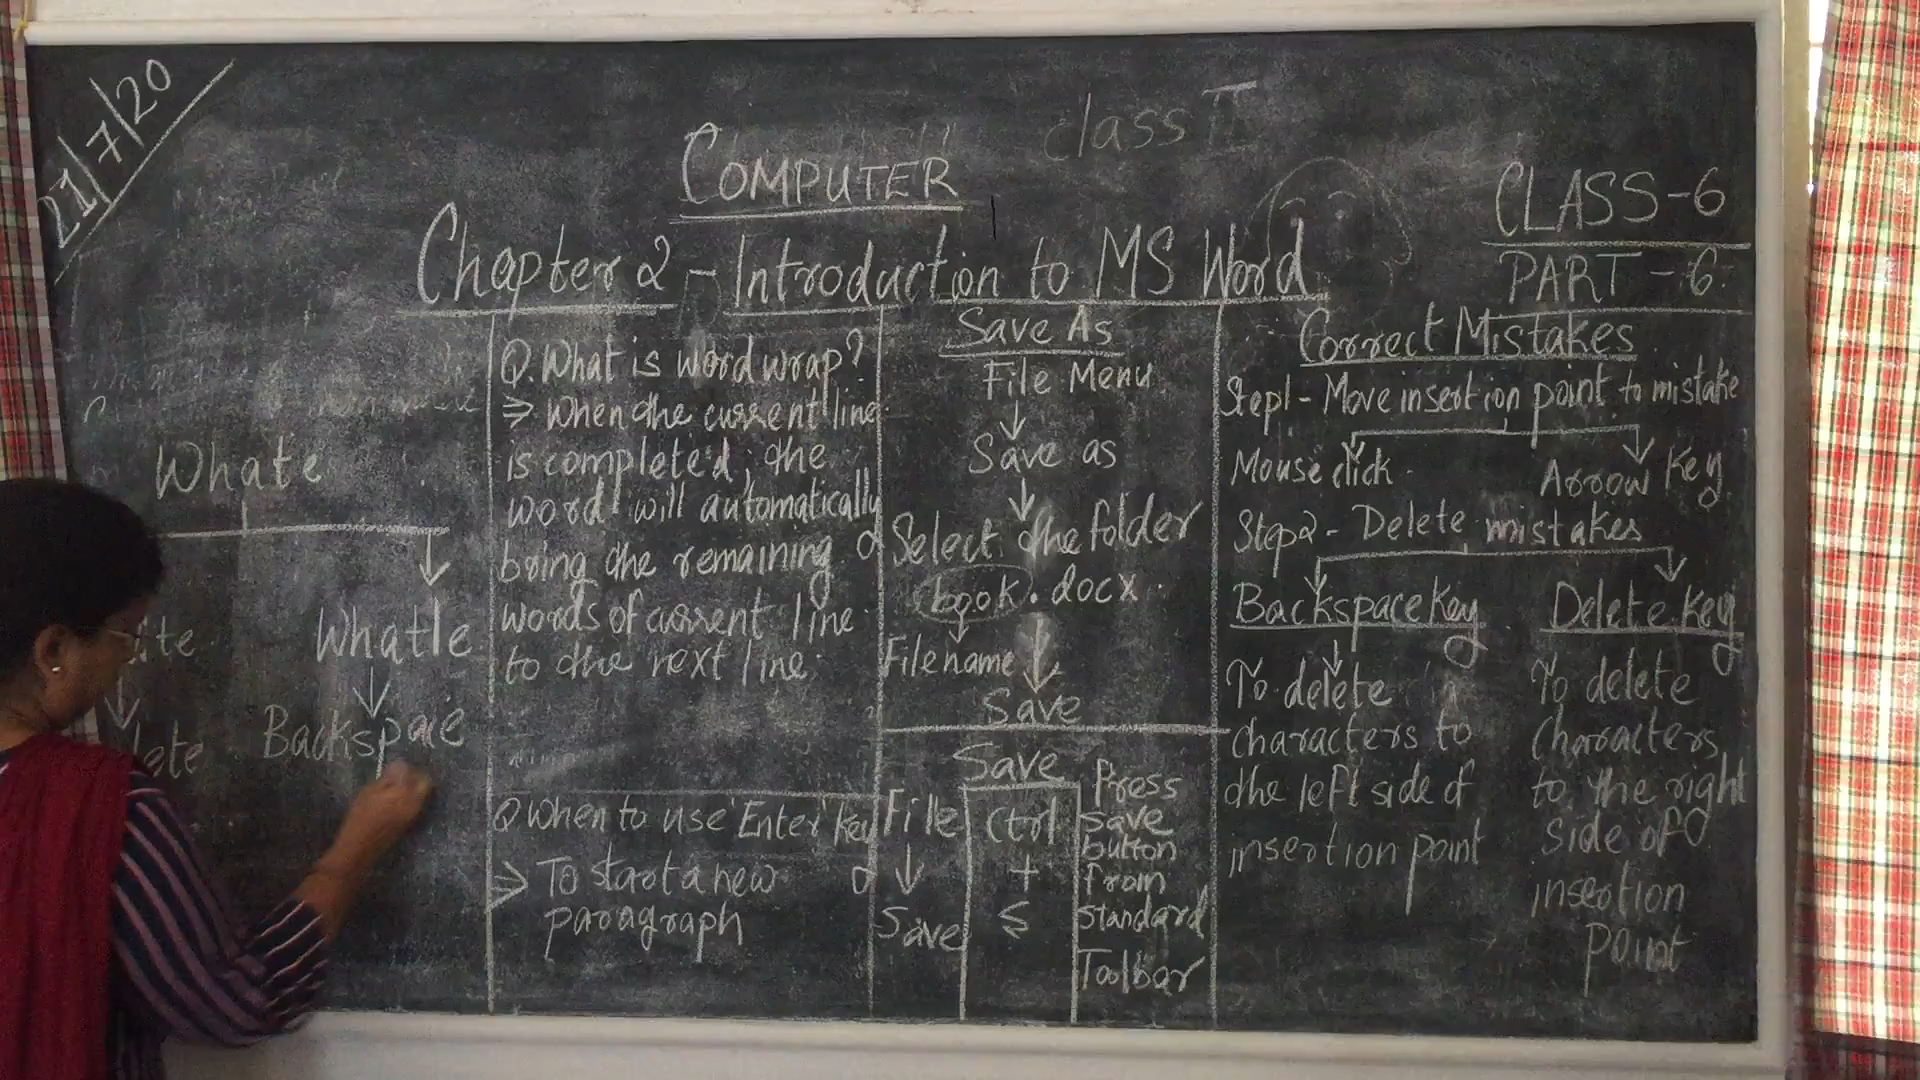 21/7/20
class II
COMPUTER
CLASS-6
Chapter 2 - Introduction to MS Word
PART - 6
Whate
Whatle
Backspace
Q. What is word wrap?
⇒ When the current line
is completed, the
word will automatically
bring the remaining
words of current line
to the next line.
Q When to use 'Enter' key
⇒ To start a new
paragraph
Save As
File Menu
↓
Save as
↓
Select the folder
book.docx
Filename
Save
Save
File
↓
Save
Ctrl
+
S
Press
save
button
from
standard
Toolbar
Correct Mistakes
Step1 - Move insertion point to mistake
Mouse click
Arrow Key
Step2 - Delete mistakes
Backspace Key
To delete
characters to
the left side of
insertion point
Delete Key
To delete
characters
to the right
side of
insertion
point